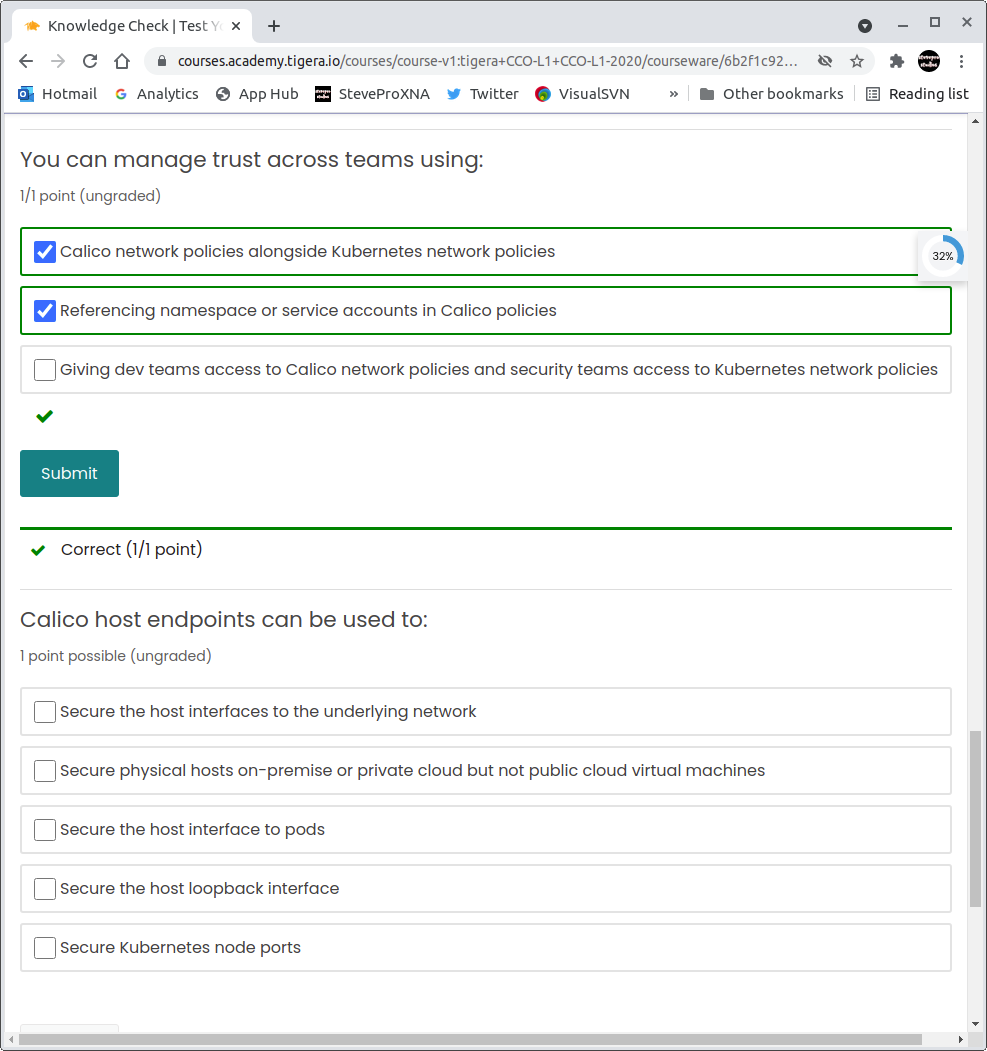 Knowledge Check | Test Yo
courses.academy.tigera.io/courses/course-v1:tigera+CCO-L1+CCO-L1-2020/courseware/6b2f1c92...
Hotmail Analytics App Hub SteveProXNA Twitter VisualSVN » Other bookmarks Reading list
You can manage trust across teams using:
1/1 point (ungraded)
Calico network policies alongside Kubernetes network policies
32%
Referencing namespace or service accounts in Calico policies
Giving dev teams access to Calico network policies and security teams access to Kubernetes network policies
Submit
Correct (1/1 point)
Calico host endpoints can be used to:
1 point possible (ungraded)
Secure the host interfaces to the underlying network
Secure physical hosts on-premise or private cloud but not public cloud virtual machines
Secure the host interface to pods
Secure the host loopback interface
Secure Kubernetes node ports